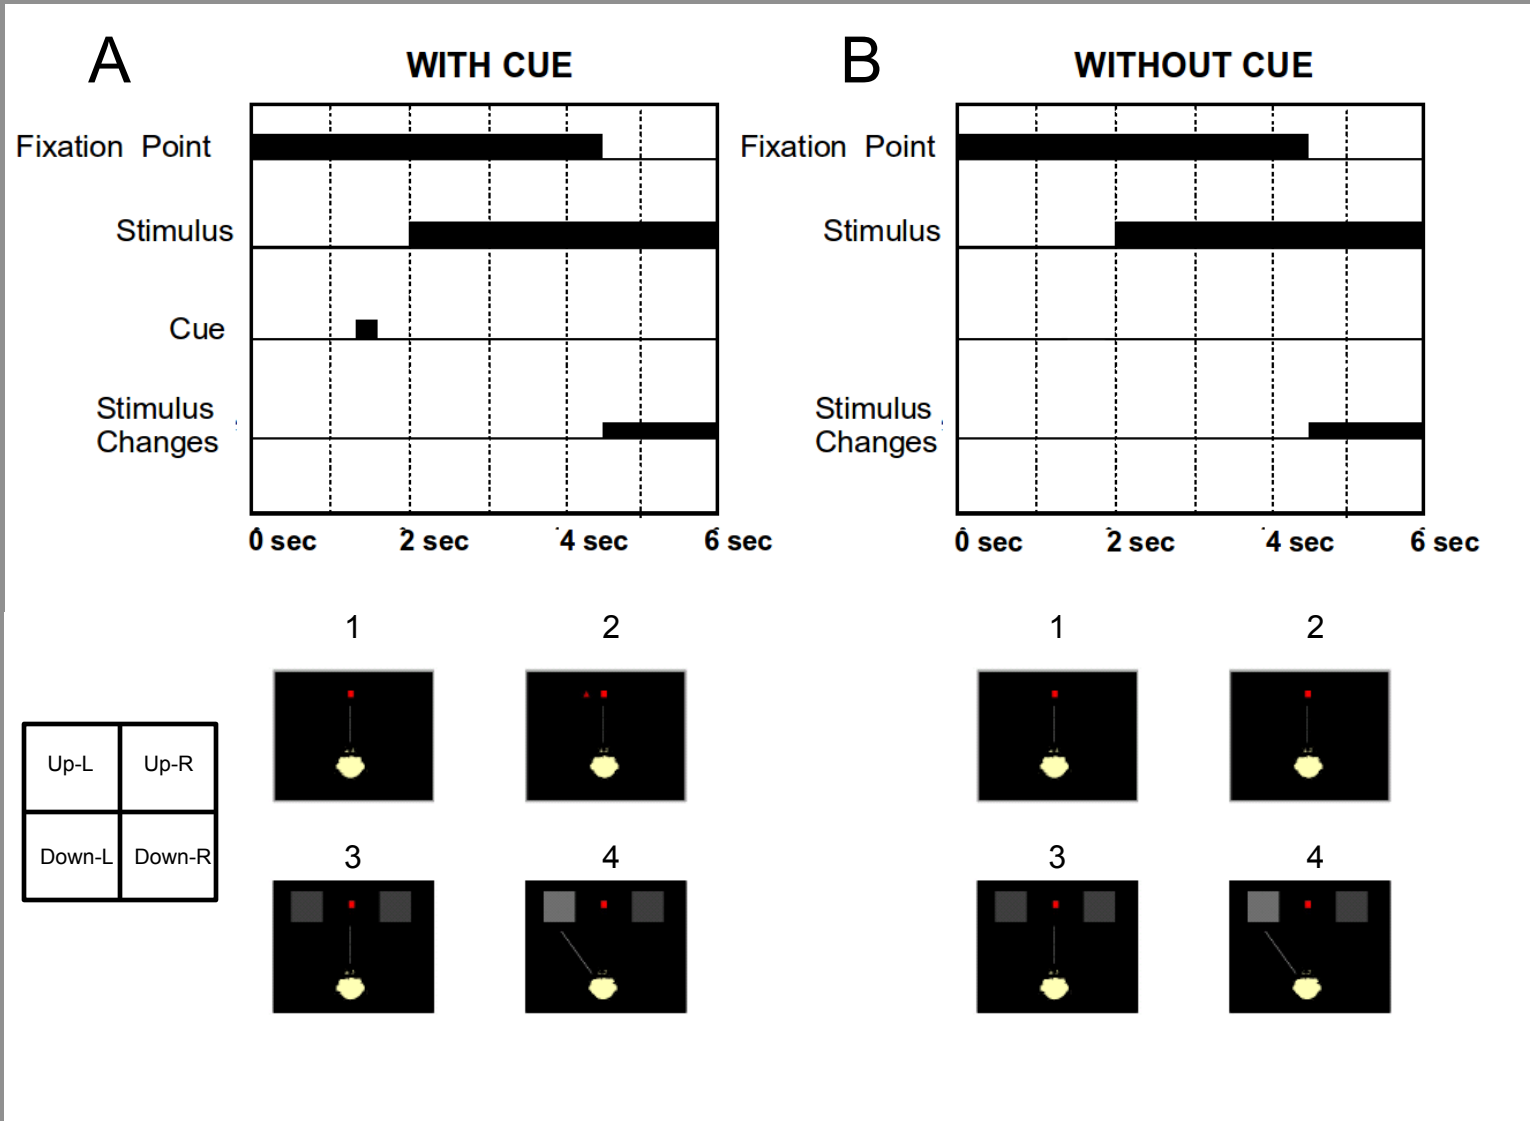 A
WITH CUE
Fixation Point
Stimulus
Cue
Stimulus
Changes
0 sec
2 sec
4 sec
6 sec
B
WITHOUT CUE
Fixation Point
Stimulus
Stimulus
Changes
0 sec
2 sec
4 sec
6 sec
Up-L
Up-R
Down-L
Down-R
1
2
3
4
1
2
3
4